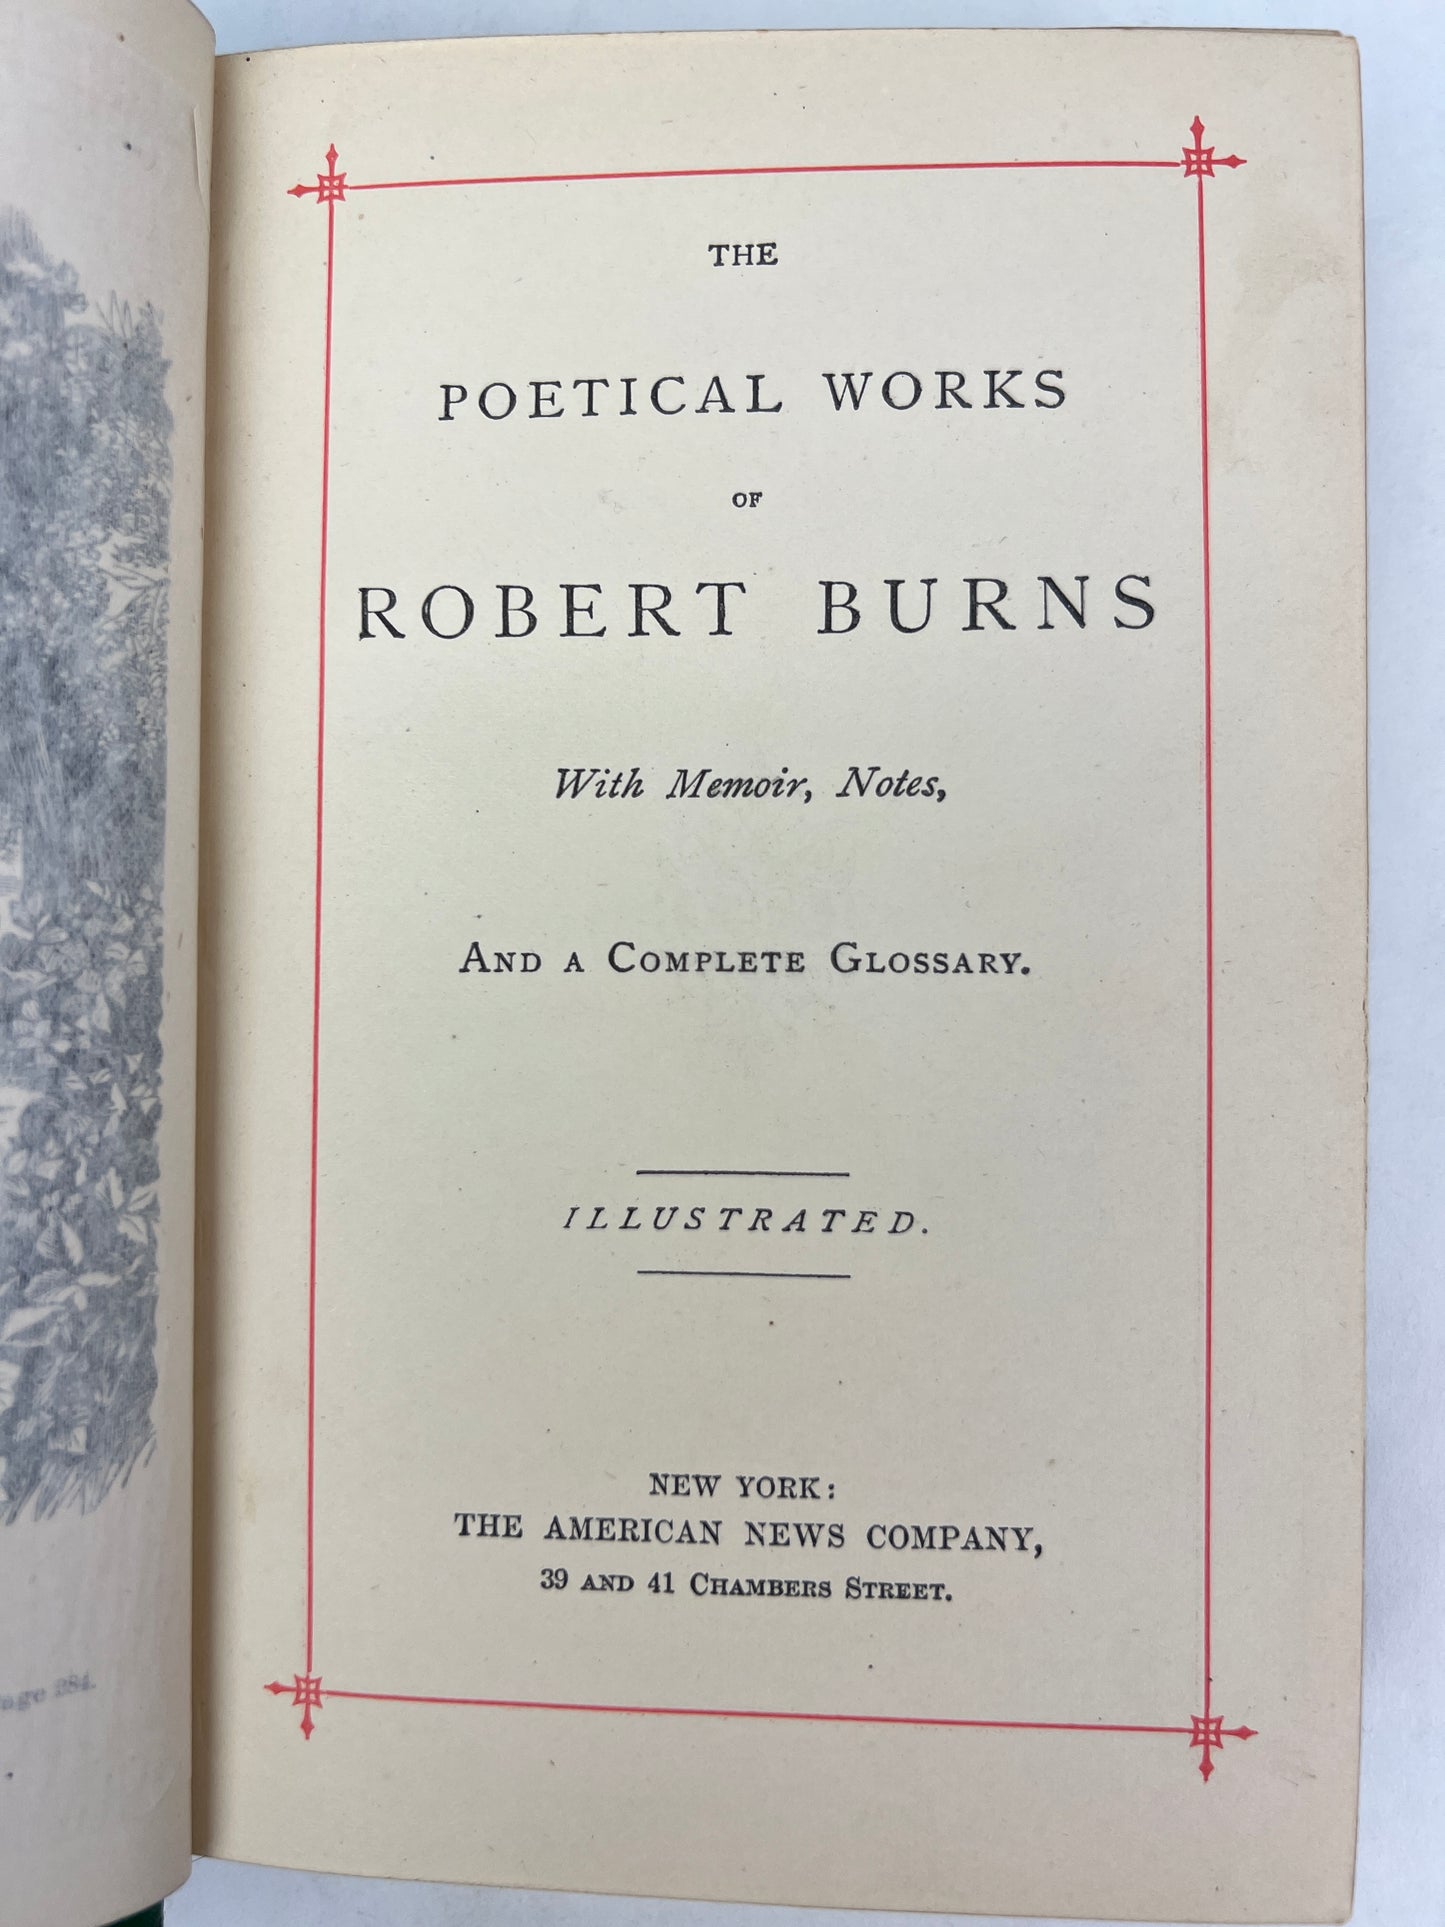 THE
POETICAL WORKS
OF
ROBERT BURNS
With Memoir, Notes,
AND A COMPLETE GLOSSARY.
ILLUSTRATED.
NEW YORK:
THE AMERICAN NEWS COMPANY,
39 AND 41 CHAMBERS STREET.
284.